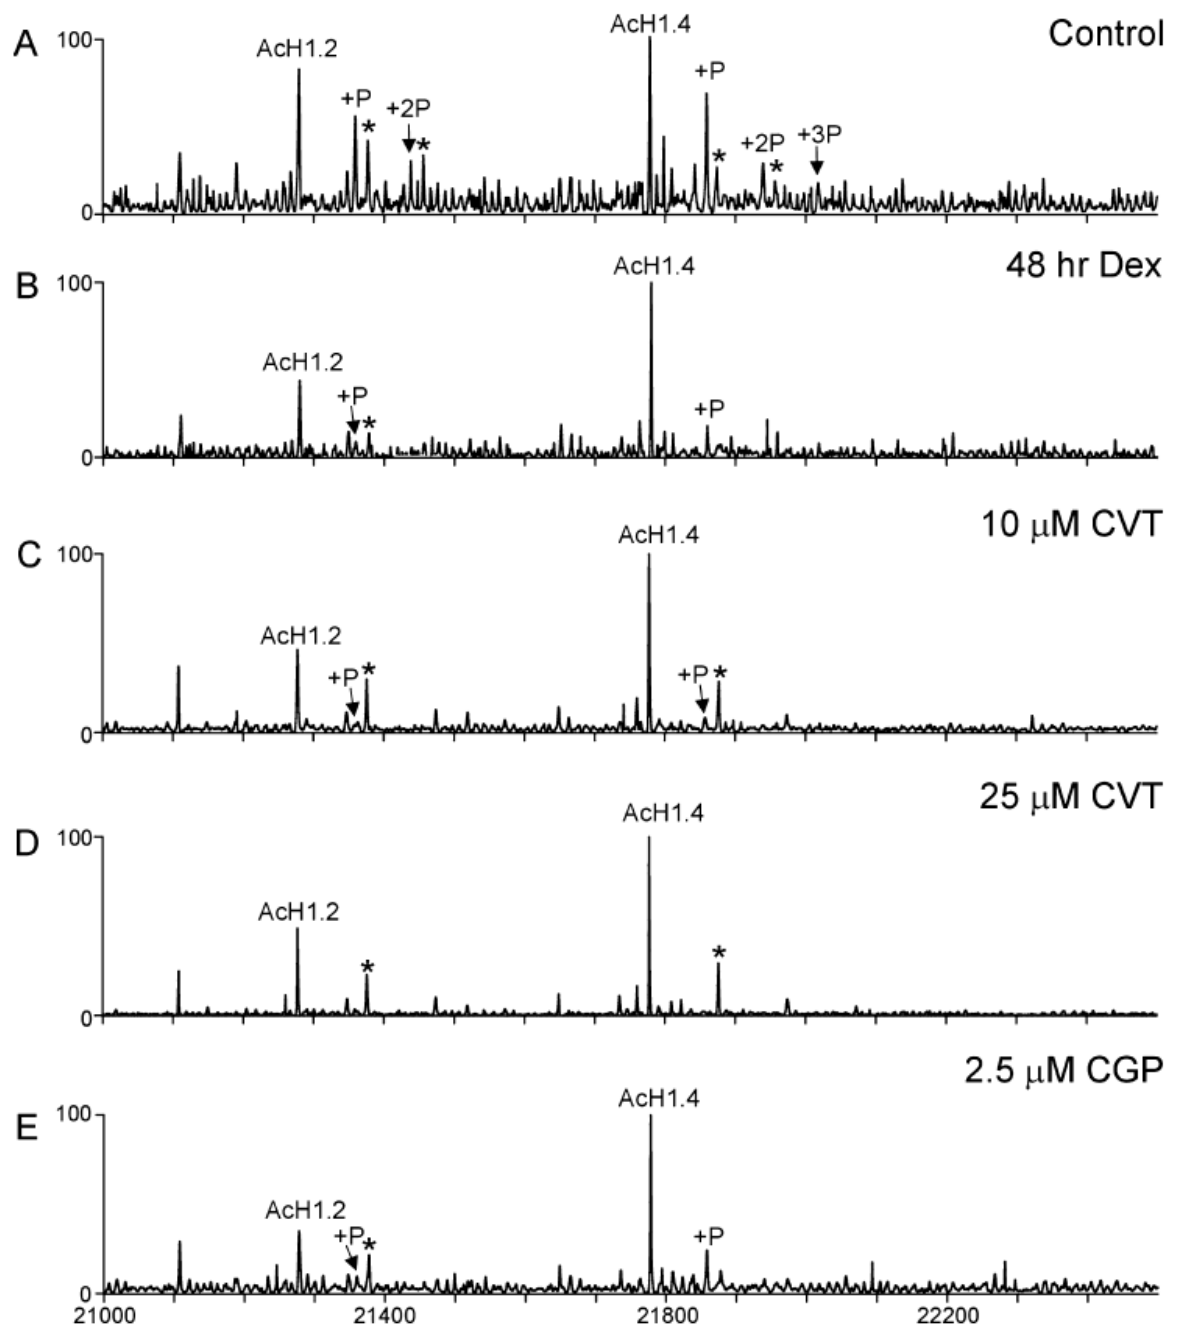 A
Control
100
0
AcH1.2
+P
*
+2P
*
AcH1.4
+P
*
+2P
*
+3P
B
48 hr Dex
100
0
AcH1.2
+P
*
AcH1.4
+P
C
10 μM CVT
100
0
AcH1.2
+P
*
AcH1.4
+P
*
D
25 μM CVT
100
0
AcH1.2
*
AcH1.4
*
E
2.5 μM CGP
100
0
AcH1.2
+P
*
AcH1.4
+P
21000 21400 21800 22200